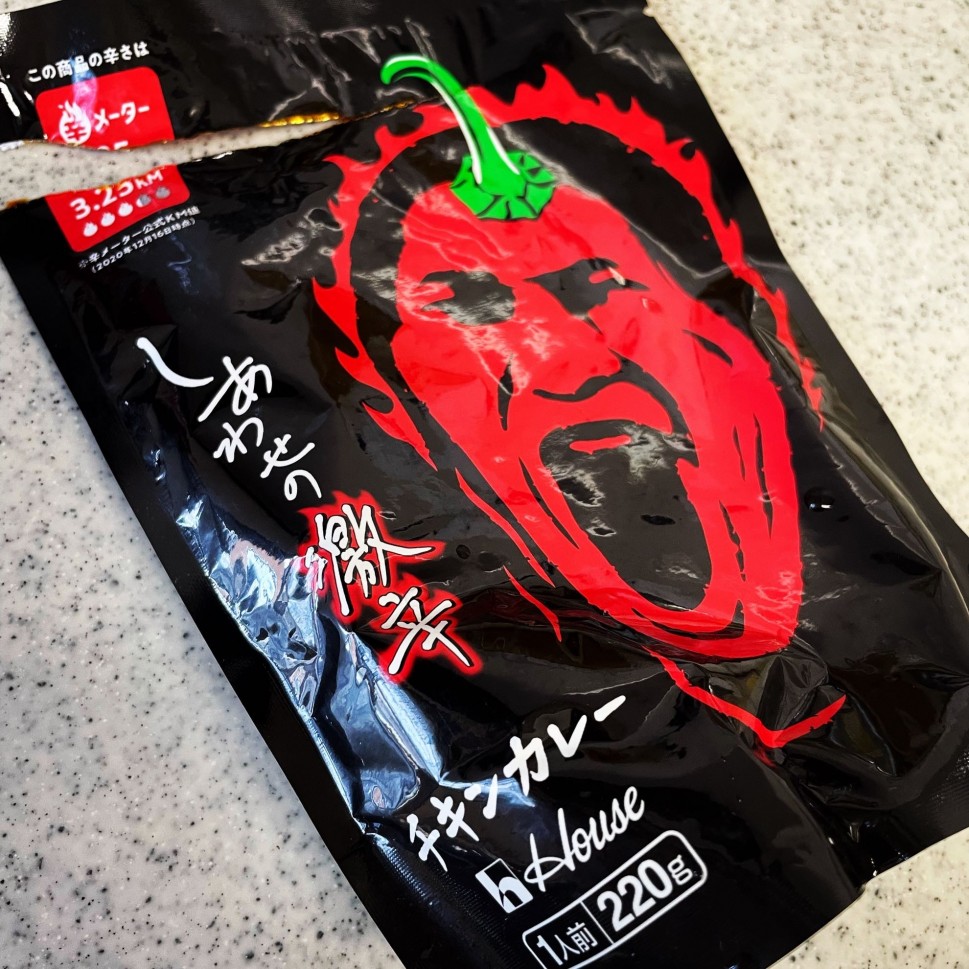 この商品の辛さは
辛メーター
3.25KM
※辛メーター公式KM値
(2020年12月16日時点)
しあわせの
激辛
チキンカレー
House
1人前 220g